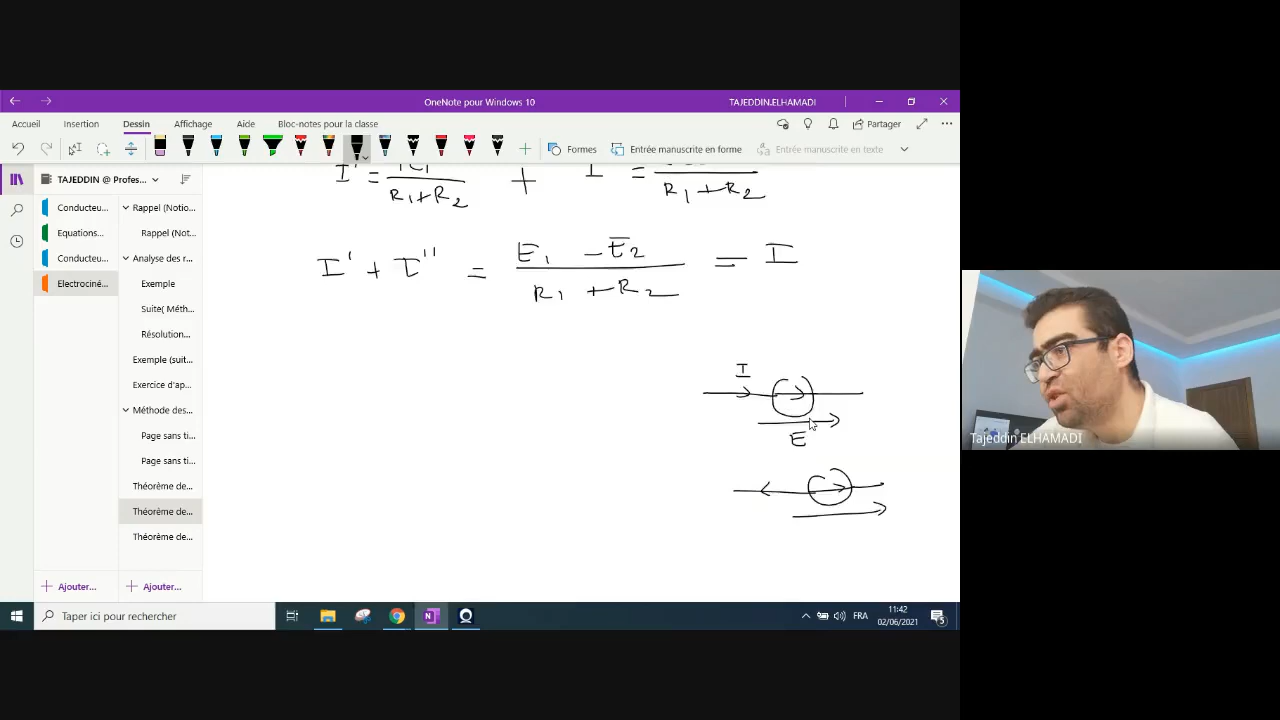 OneNote pour Windows 10
TAJEDDIN.ELHAMADI
Accueil Insertion Dessin Affichage Aide Bloc-notes pour la classe
Partager
Formes Encre manuscrite en forme Encre manuscrite en texte
TAJEDDIN @ Profes...
Conducteu...
Equations...
Conducteu...
Electrociné...
Rappel (Notio...
Rappel (Not...
Analyse des r...
Exemple
Suite( Méth...
Résolution...
Exemple (suit...
Exercice d'ap...
Méthode des...
Page sans ti...
Page sans ti...
Théorème de...
Théorème de...
Théorème de...
Ajouter... Ajouter...
I' = / R1+R2 + I = / R1+R2
I' + I'' = E1 - E2 / R1 + R2 = I
I
E
Tajeddin ELHAMADI
Taper ici pour rechercher
FRA
11:42
02/06/2021
5